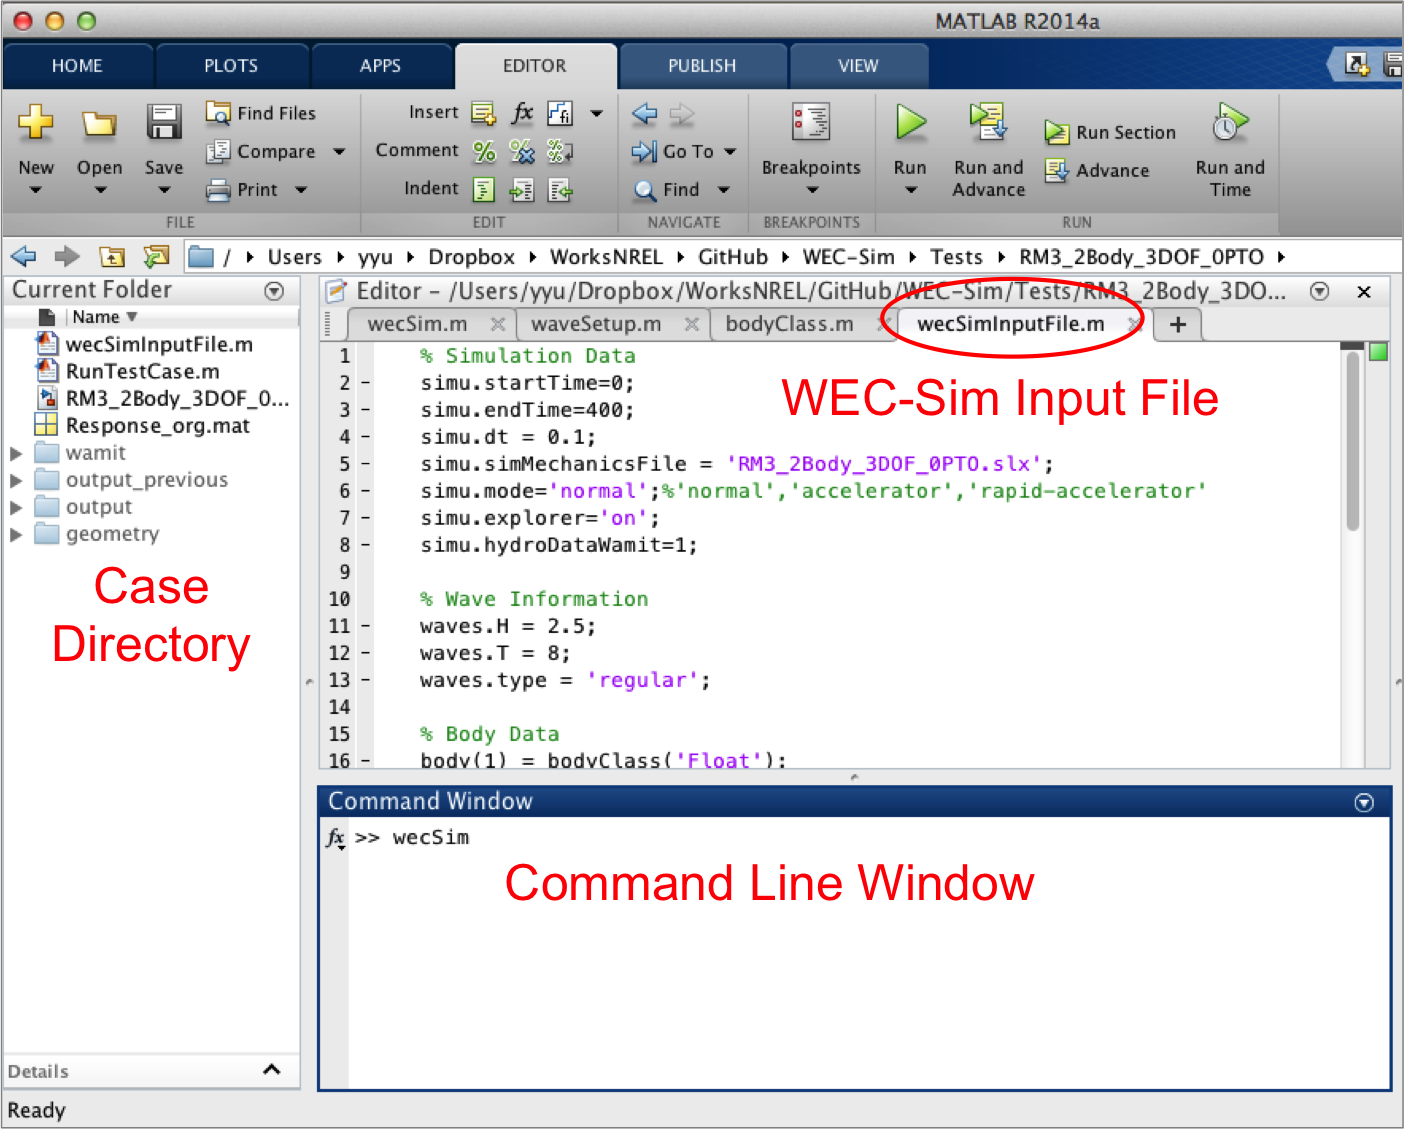 MATLAB R2014a
HOME PLOTS APPS EDITOR PUBLISH VIEW
New
Open
Save
Find Files
Compare
Print
FILE
Insert fx fi
Comment % % %
Indent
EDIT
Go To
Find
NAVIGATE
Breakpoints
BREAKPOINTS
Run
Run and
Advance
Run Section
Advance
Run and
Time
RUN
/ Users yyu Dropbox WorksNREL GitHub WEC-Sim Tests RM3_2Body_3DOF_0PTO
Current Folder
Name
wecSimInputFile.m
RunTestCase.m
RM3_2Body_3DOF_0...
Response_org.mat
wamit
output_previous
output
geometry
Case
Directory
Details
Editor - /Users/yyu/Dropbox/WorksNREL/GitHub/WEC-Sim/Tests/RM3_2Body_3DO...
wecSim.m waveSetup.m bodyClass.m wecSimInputFile.m +
WEC-Sim Input File
1 % Simulation Data
2 - simu.startTime=0;
3 - simu.endTime=400;
4 - simu.dt = 0.1;
5 - simu.simMechanicsFile = 'RM3_2Body_3DOF_0PTO.slx';
6 - simu.mode='normal';%'normal','accelerator','rapid-accelerator'
7 - simu.explorer='on';
8 - simu.hydroDataWamit=1;
9
10 % Wave Information
11 - waves.H = 2.5;
12 - waves.T = 8;
13 - waves.type = 'regular';
14
15 % Body Data
16 - body(1) = bodyClass('Float');
Command Window
fx >> wecSim
Command Line Window
Ready